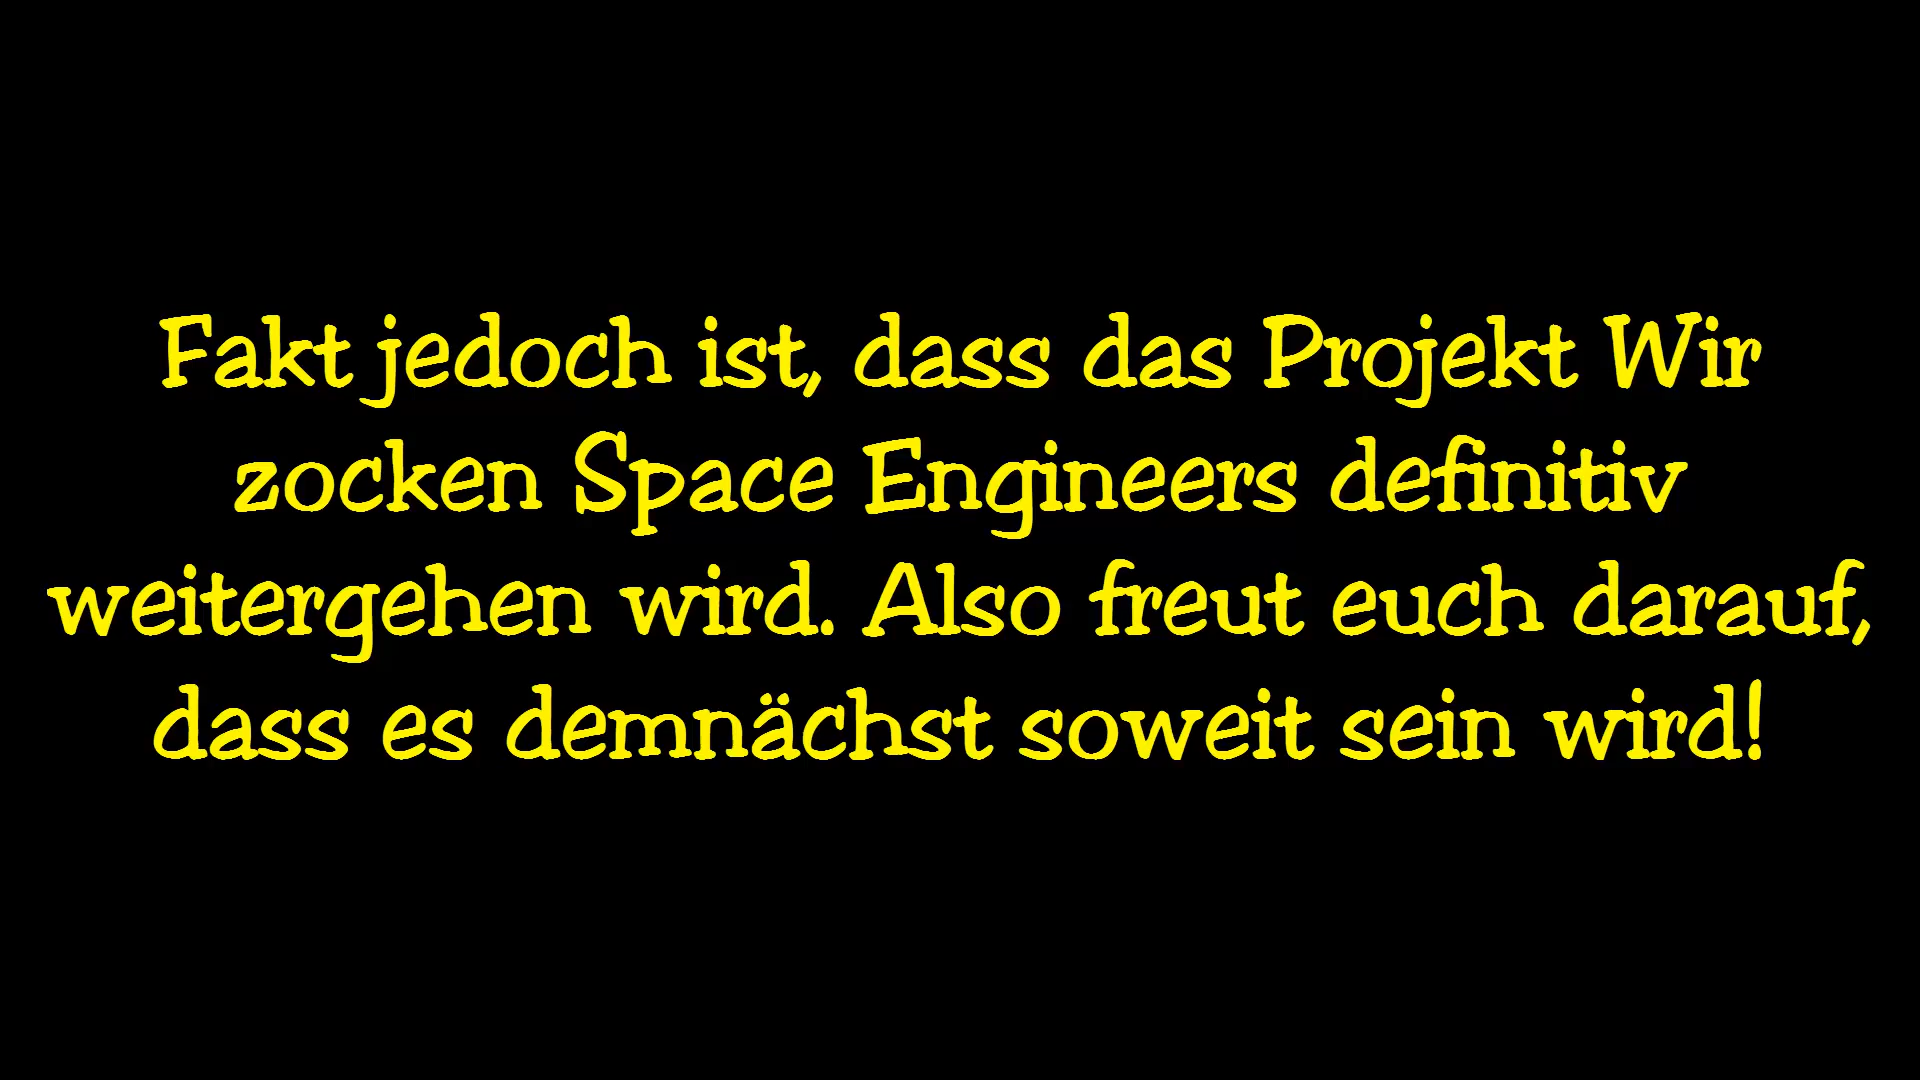 Fakt jedoch ist, dass das Projekt Wir
zocken Space Engineers definitiv
weitergehen wird. Also freut euch darauf,
dass es demnächst soweit sein wird!